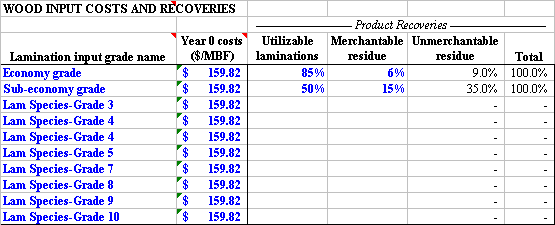 WOOD INPUT COSTS AND RECOVERIES
Product Recoveries
Year 0 costs Utilizable Merchantable Unmerchantable
Lamination input grade name ($/MBF) laminations residue residue Total
Economy grade $ 159.82 85% 6% 9.0% 100.0%
Sub-economy grade $ 159.82 50% 15% 35.0% 100.0%
Lam Species-Grade 3 $ 159.82 - -
Lam Species-Grade 4 $ 159.82 - -
Lam Species-Grade 4 $ 159.82 - -
Lam Species-Grade 5 $ 159.82 - -
Lam Species-Grade 7 $ 159.82 - -
Lam Species-Grade 8 $ 159.82 - -
Lam Species-Grade 9 $ 159.82 - -
Lam Species-Grade 10 $ 159.82 - -